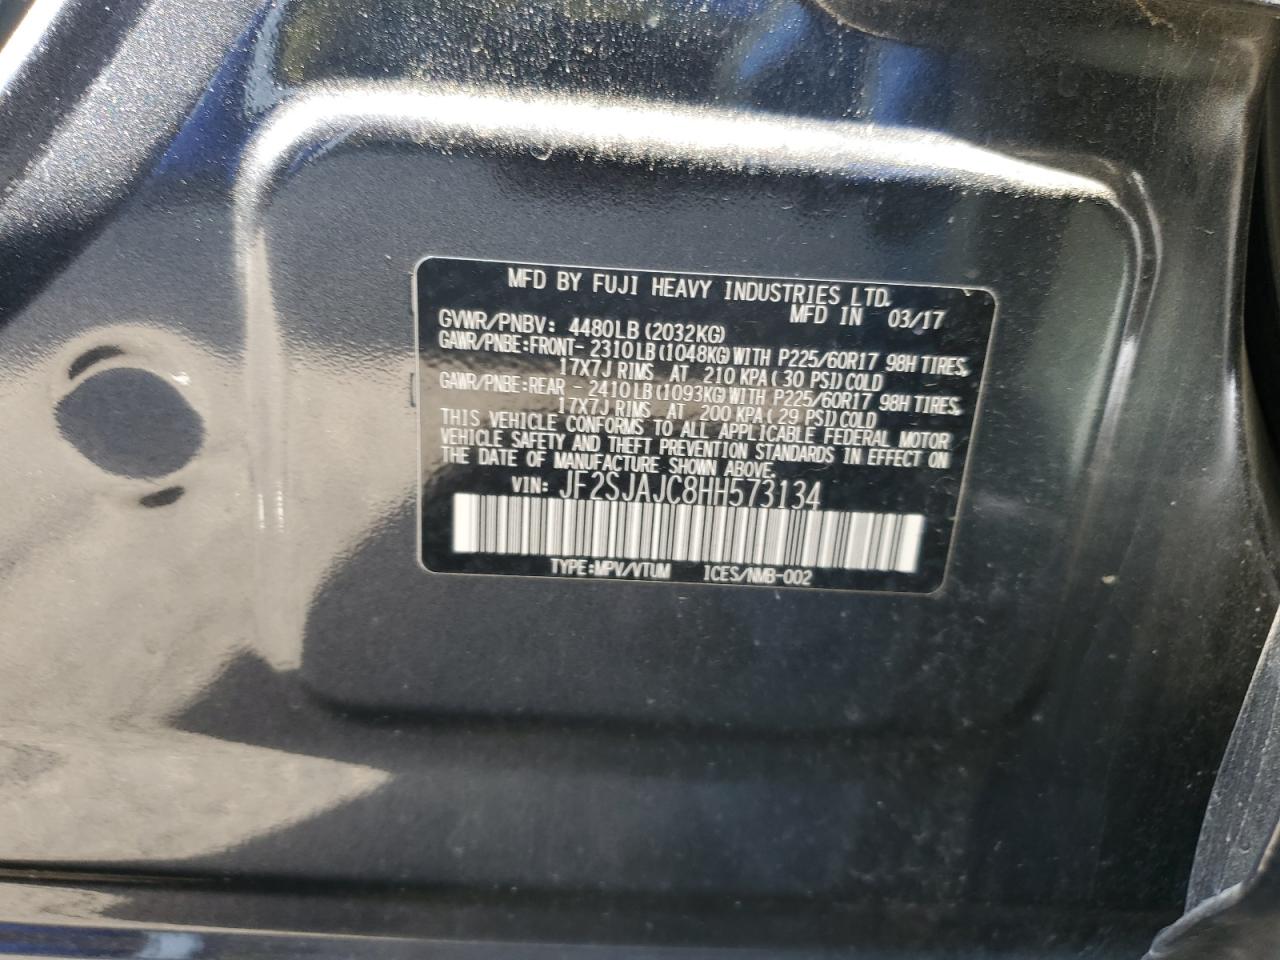 MFD BY FUJI HEAVY INDUSTRIES LTD.
MFD IN 03/17
GVWR/PNBV: 4480LB(2032KG)
GAWR/PNBE:FRONT- 2310LB(1048KG)WITH P225/60R17 98H TIRES,
17X7J RIMS AT 210 KPA(30 PSI)COLD
GAWR/PNBE:REAR - 2410LB(1093KG)WITH P225/60R17 98H TIRES,
17X7J RIMS AT 200 KPA(29 PSI)COLD
THIS VEHICLE CONFORMS TO ALL APPLICABLE FEDERAL MOTOR
VEHICLE SAFETY AND THEFT PREVENTION STANDARDS IN EFFECT ON
THE DATE OF MANUFACTURE SHOWN ABOVE.
VIN: JF2SJAJC8HH573134
TYPE:MPV/VTUM ICES/NMB-002